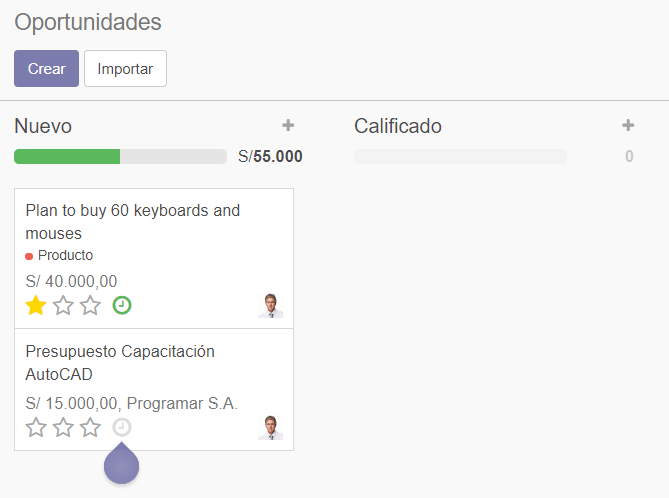 Oportunidades
Crear Importar
Nuevo +
S/55.000
Calificado +
0
Plan to buy 60 keyboards and
mouses
Producto
S/ 40.000,00
Presupuesto Capacitación
AutoCAD
S/ 15.000,00, Programar S.A.